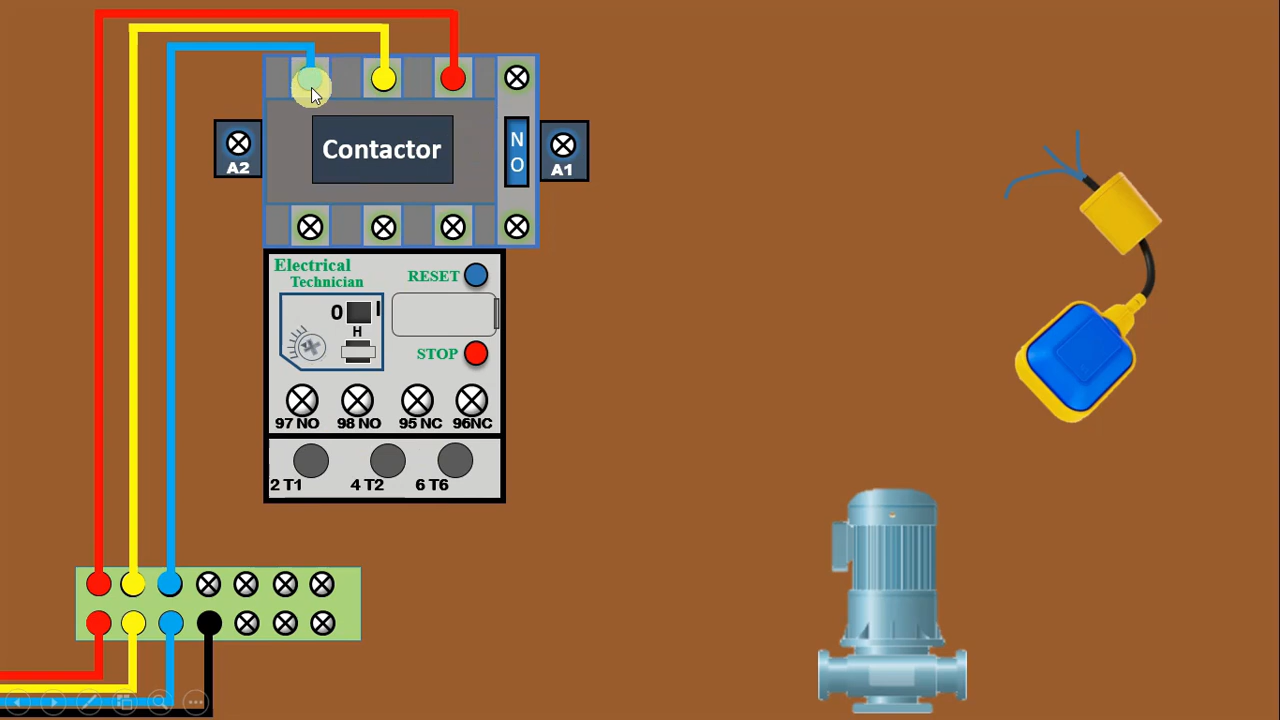 Contactor
N
O
A2
A1
Electrical
Technician
RESET
0 I
H
STOP
97 NO 98 NO 95 NC 96NC
2 T1 4 T2 6 T6